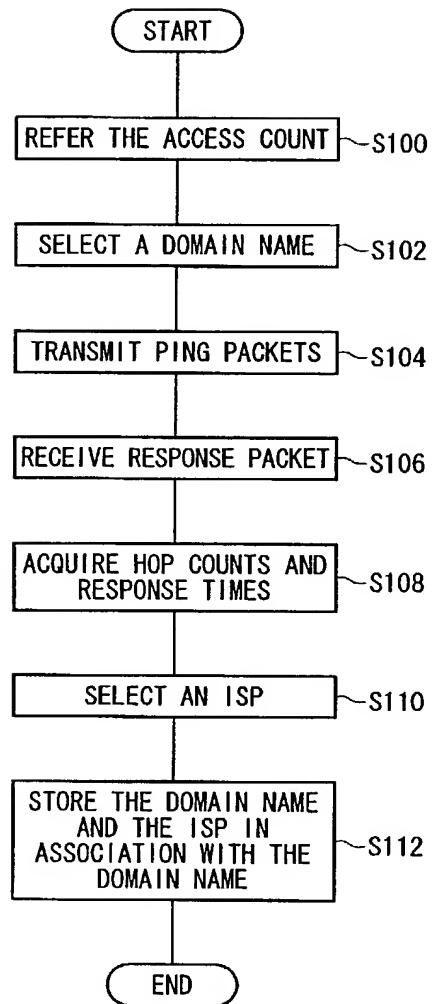 START
REFER THE ACCESS COUNT
S100
SELECT A DOMAIN NAME
S102
TRANSMIT PING PACKETS
S104
RECEIVE RESPONSE PACKET
S106
ACQUIRE HOP COUNTS AND
RESPONSE TIMES
S108
SELECT AN ISP
S110
STORE THE DOMAIN NAME
AND THE ISP IN
ASSOCIATION WITH THE
DOMAIN NAME
S112
END